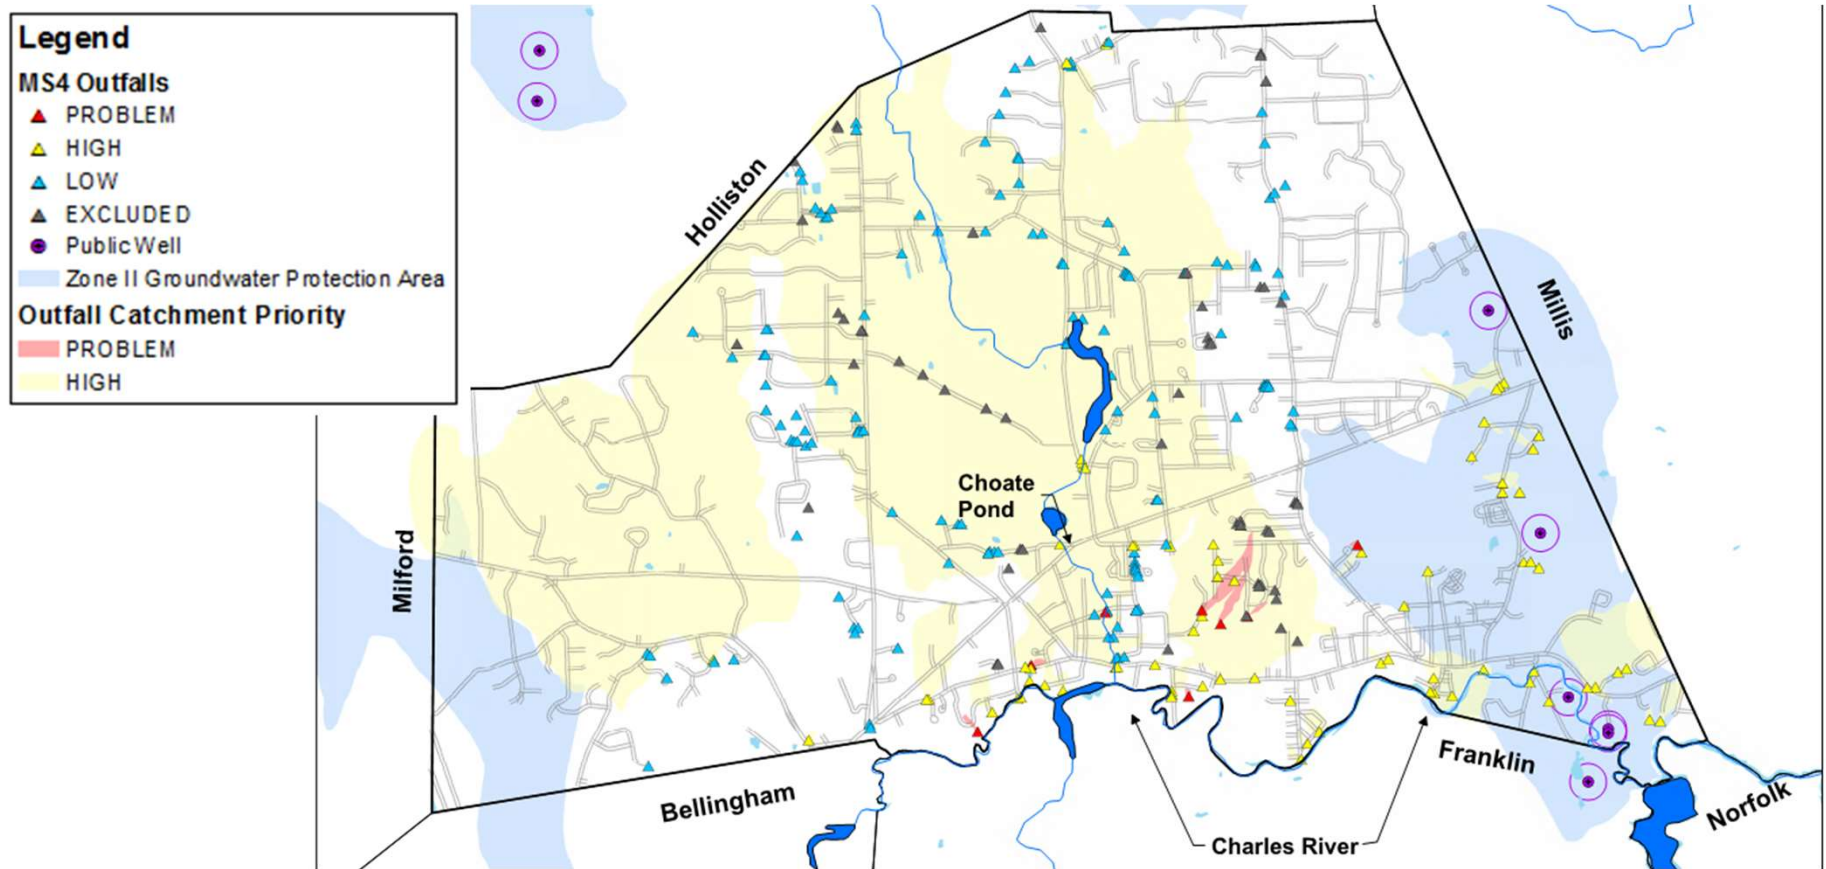 Legend
MS4 Outfalls
PROBLEM
HIGH
LOW
EXCLUDED
Public Well
Zone II Groundwater Protection Area
Outfall Catchment Priority
PROBLEM
HIGH
Holliston
Millis
Choate
Pond
Milford
Bellingham
Franklin
Norfolk
Charles River